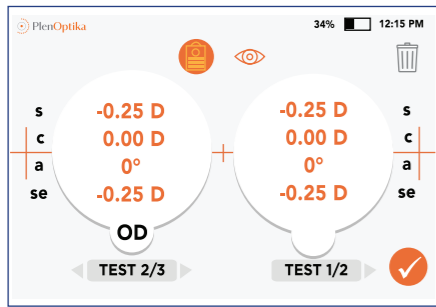 PlenOptika 34% 12:15 PM
s -0.25 D -0.25 D s
c 0.00 D 0.00 D c
a 0° 0° a
se -0.25 D -0.25 D se
OD
TEST 2/3 TEST 1/2